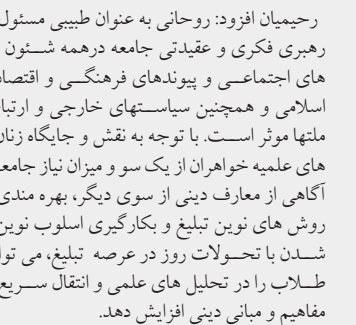 رحیمیان افزود: روحانی به عنوان طبیبی مسئول
رهبری فکری و عقیدتی جامعه درهمه شئون
های اجتماعی و پیوندهای فرهنگی و اقتصاد
اسلامی و همچنین سیاستهای خارجی و ارتبا
ملتها موثر است. با توجه به نقش و جایگاه زنان
های علمیه خواهران از یک سو و میزان نیاز جامع
آگاهی از معارف دینی از سوی دیگر، بهره مندی
روش های نوین تبلیغ و بکارگیری اسلوب نوین
شدن با تحولات روز در عرصه تبلیغ، می توا
طلاب را در تحلیل های علمی و انتقال سریع
مفاهیم و مبانی دینی افزایش دهد.